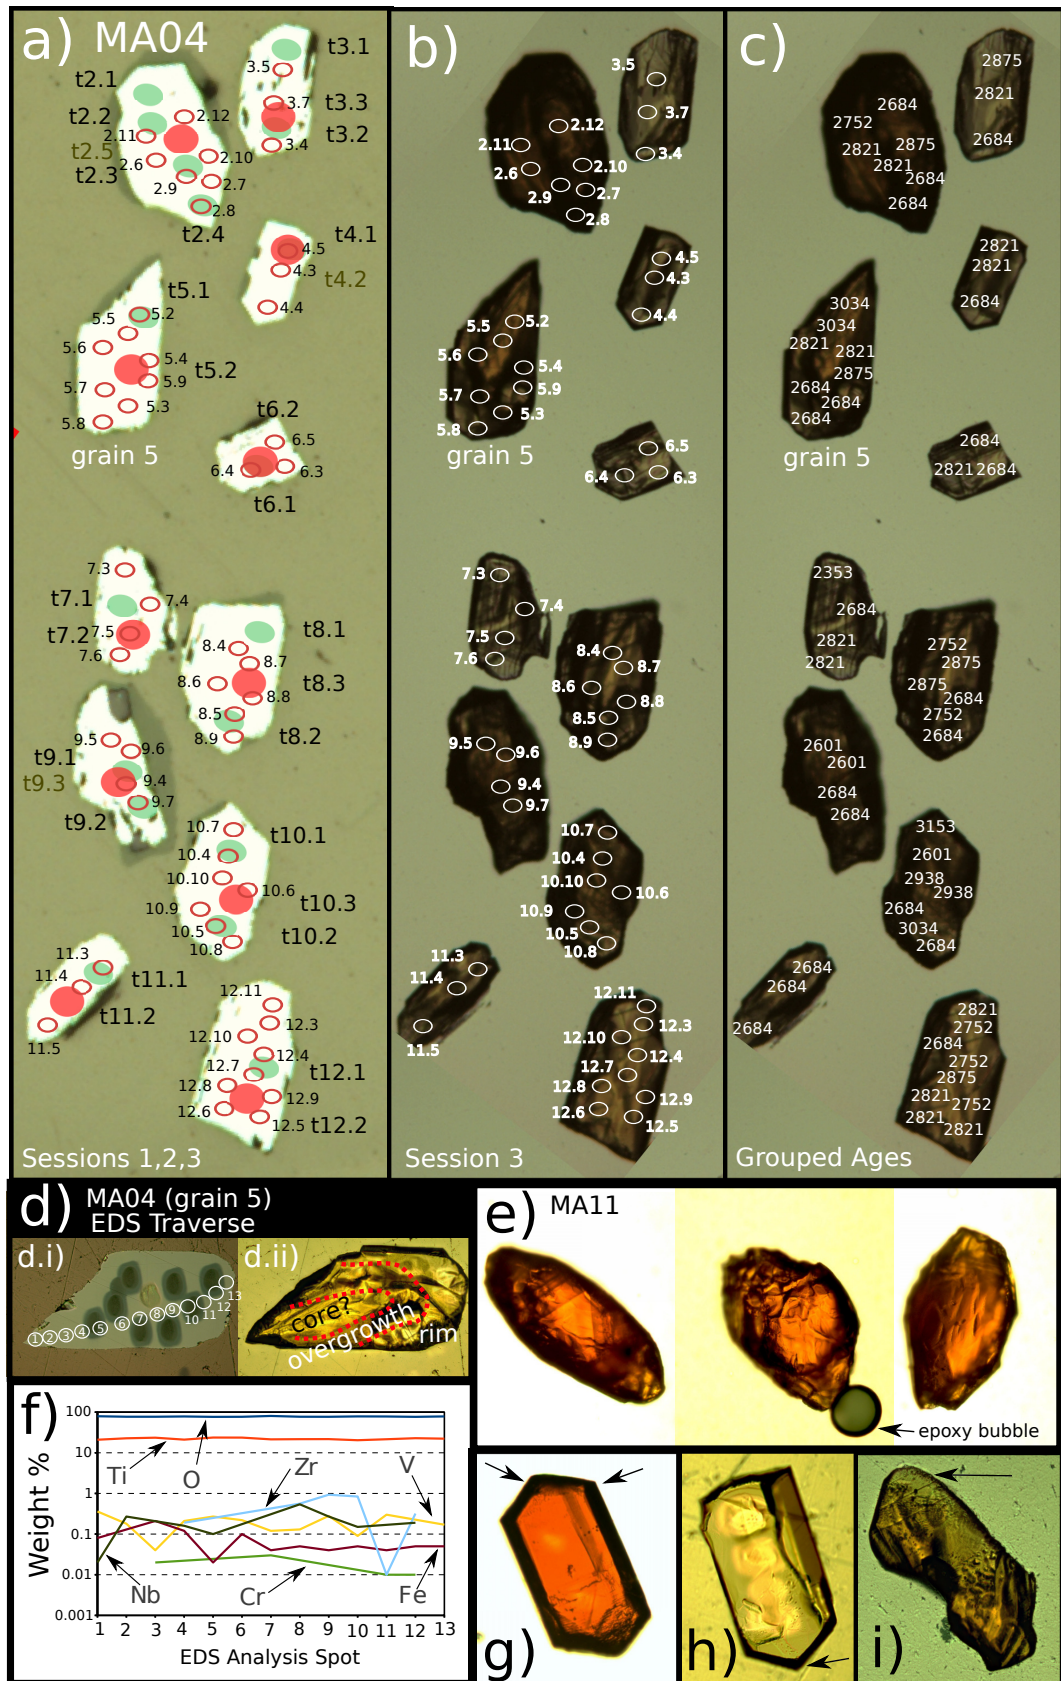 a) MA04
t3.1
3.5
t2.1
3.7
t3.3
t2.2
2.12
t3.2
2.11
3.4
t2.5
2.6
2.10
t2.3
2.9
2.7
2.8
t2.4
t4.1
4.5
4.3
t4.2
t5.1
5.2
4.4
5.5
5.6
5.4
t5.2
5.9
5.7
5.3
5.8
t6.2
6.5
grain 5
6.4
6.3
t6.1
7.3
t7.1
7.4
t7.2
7.5
t8.1
8.4
7.6
8.7
8.6
t8.3
8.8
8.5
t8.2
8.9
9.5
9.6
t9.1
t9.3
9.4
9.7
t9.2
10.7
t10.1
10.4
10.10
10.6
t10.3
10.9
10.5
t10.2
10.8
11.3
11.4
t11.1
t11.2
12.11
11.5
12.3
12.10
12.4
12.7
t12.1
12.8
12.9
12.6
12.5
t12.2
Sessions 1,2,3
b)
3.5
3.7
2.12
2.11
3.4
2.10
2.6
2.9
2.7
2.8
4.5
4.3
4.4
5.2
5.5
5.6
5.4
5.9
5.7
5.3
5.8
grain 5
6.5
6.4
6.3
7.3
7.4
7.5
8.4
7.6
8.7
8.6
8.8
8.5
8.9
9.5
9.6
9.4
9.7
10.7
10.4
10.10
10.6
10.9
10.5
10.8
11.3
11.4
12.11
11.5
12.3
12.10
12.4
12.7
12.8
12.9
12.6
12.5
Session 3
c)
2875
2821
2684
2684
2752
2875
2821
2821
2684
2684
2821
2821
2684
3034
3034
2821
2821
2875
2684
2684
2684
grain 5
2684
2821
2684
2353
2684
2821
2821
2752
2875
2875
2684
2752
2684
2601
2601
2684
2684
3153
2601
2938
2938
2684
3034
2684
2684
2684
2684
2821
2752
2684
2752
2875
2821
2752
2821
2821
Grouped Ages
d) MA04 (grain 5)
EDS Traverse
d.i)
1 2 3 4 5 6 7 8 9 10 11 12 13
d.ii)
core?
overgrowth
rim
e) MA11
epoxy bubble
f)
Weight %
100
10
1
0.1
0.01
0.001
Ti
O
Zr
V
Nb
Cr
Fe
1 2 3 4 5 6 7 8 9 10 11 12 13
EDS Analysis Spot
g)
h)
i)